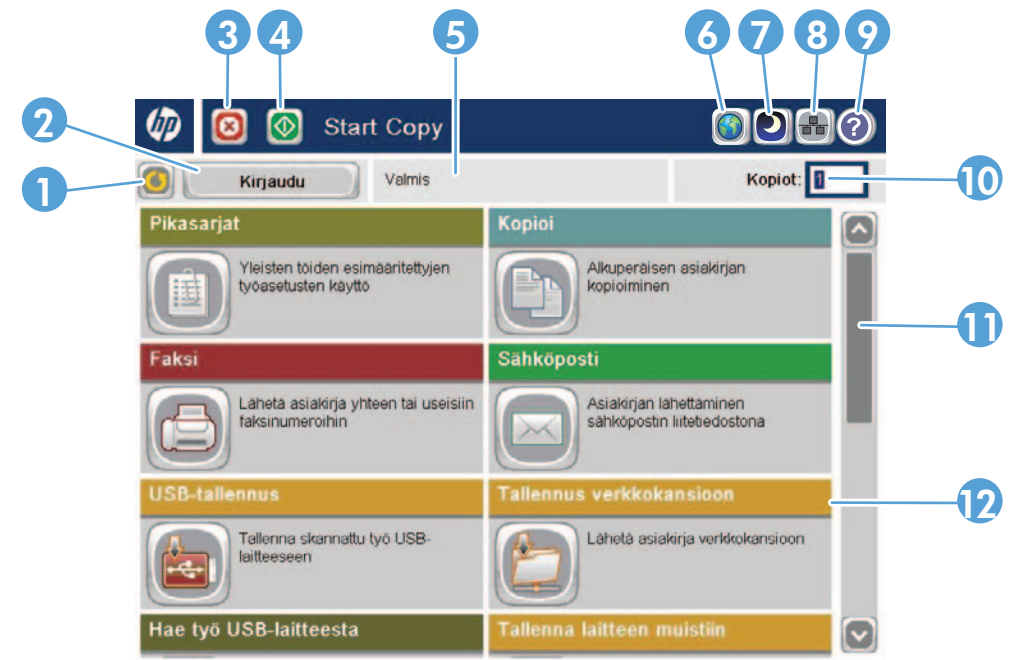 3 4 5 6 7 8 9
hp Start Copy ?
2
1 Kirjaudu Valmis Kopiot: 1 10
Pikasarjat
Yleisten töiden esimääritettyjen
työasetusten käyttö
Kopioi
Alkuperäisen asiakirjan
kopioiminen
11
Faksi
Lähetä asiakirja yhteen tai useisiin
faksinumeroihin
Sähköposti
Asiakirjan lähettäminen
sähköpostin liitetiedostona
USB-tallennus
Tallenna skannattu työ USB-
laitteeseen
Tallennus verkkokansioon
12
Lähetä asiakirja verkkokansioon
Hae työ USB-laitteesta
Tallenna laitteen muistiin